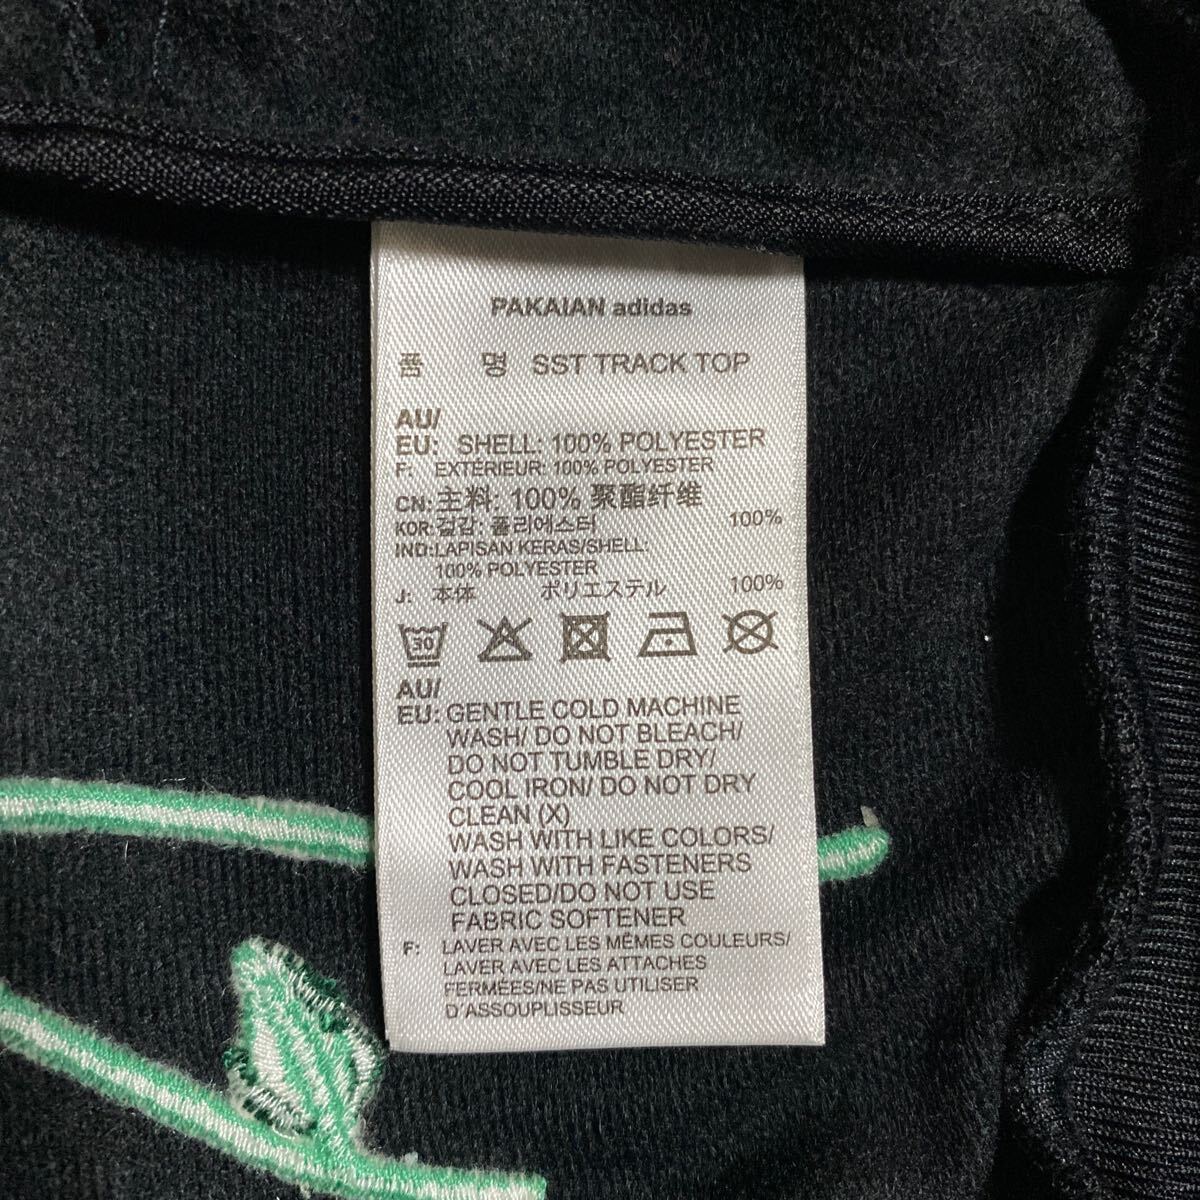 PAKAIAN adidas
품 명 SST TRACK TOP
AU/
EU: SHELL: 100% POLYESTER
F: EXTÉRIEUR: 100% POLYESTER
CN: 主料: 100% 聚酯纤维
KOR: 겉감: 폴리에스터 100%
IND: LAPISAN KERAS/SHELL:
100% POLYESTER
J: 本体 ポリエステル 100%
30
AU/
EU: GENTLE COLD MACHINE
WASH/ DO NOT BLEACH/
DO NOT TUMBLE DRY/
COOL IRON/ DO NOT DRY
CLEAN (X)
WASH WITH LIKE COLORS/
WASH WITH FASTENERS
CLOSED/DO NOT USE
FABRIC SOFTENER
F: LAVER AVEC LES MÊMES COULEURS/
LAVER AVEC LES ATTACHES
FERMÉES/NE PAS UTILISER
D'ASSOUPLISSEUR